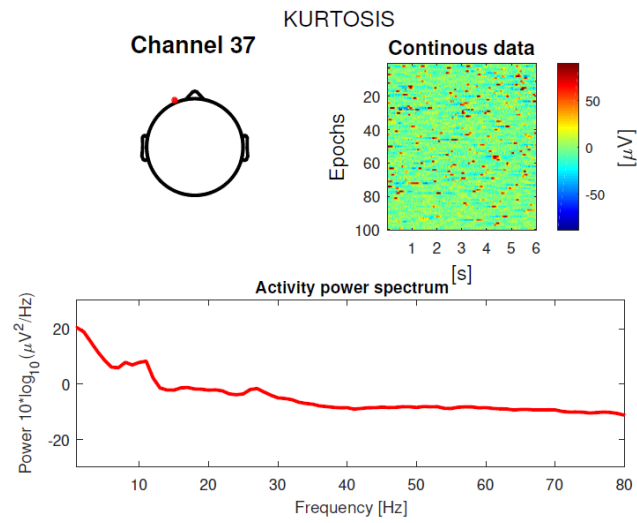 KURTOSIS
Channel 37
Continous data
Epochs
20
40
60
80
100
1 2 3 4 5 6
[s]
50
0
-50
[μV]
Activity power spectrum
Power 10*log10(μV2/Hz)
20
0
-20
10 20 30 40 50 60 70 80
Frequency [Hz]